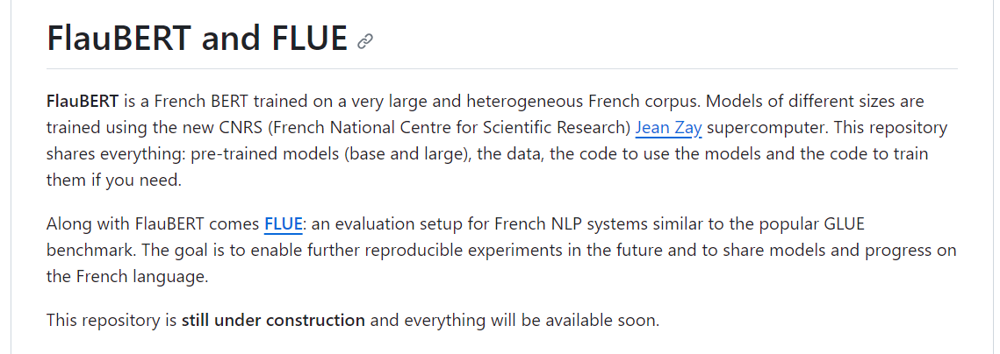 FlauBERT and FLUE
FlauBERT is a French BERT trained on a very large and heterogeneous French corpus. Models of different sizes are
trained using the new CNRS (French National Centre for Scientific Research) Jean Zay supercomputer. This repository
shares everything: pre-trained models (base and large), the data, the code to use the models and the code to train
them if you need.
Along with FlauBERT comes FLUE: an evaluation setup for French NLP systems similar to the popular GLUE
benchmark. The goal is to enable further reproducible experiments in the future and to share models and progress on
the French language.
This repository is still under construction and everything will be available soon.